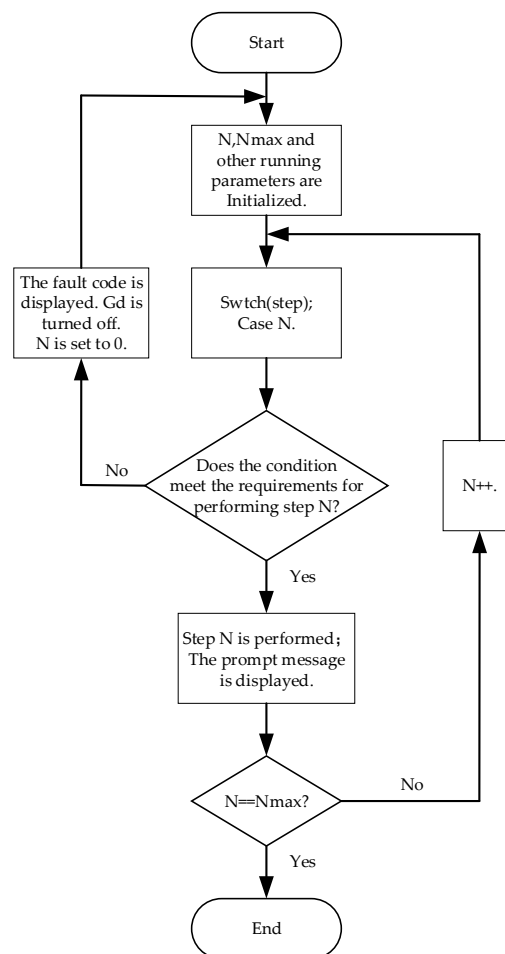 Start
N,Nmax and
other running
parameters are
Initialized.
The fault code is
displayed. Gd is
turned off.
N is set to 0.
Swtch(step);
Case N.
No
Does the condition
meet the requirements for
performing step N?
N++.
Yes
Step N is performed；
The prompt message
is displayed.
N==Nmax?
No
Yes
End